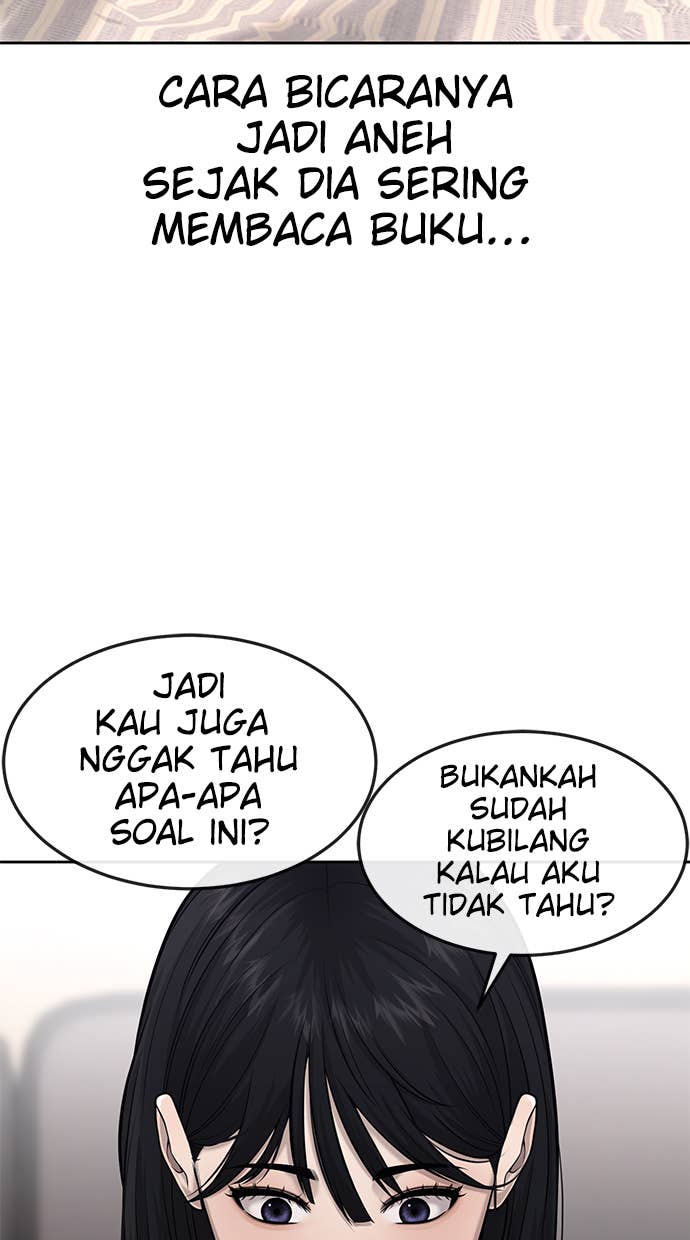 CARA BICARANYA
JADI ANEH
SEJAK DIA SERING
MEMBACA BUKU...
JADI
KAU JUGA
NGGAK TAHU
APA-APA
SOAL INI?
BUKANKAH
SUDAH
KUBILANG
KALAU AKU
TIDAK TAHU?